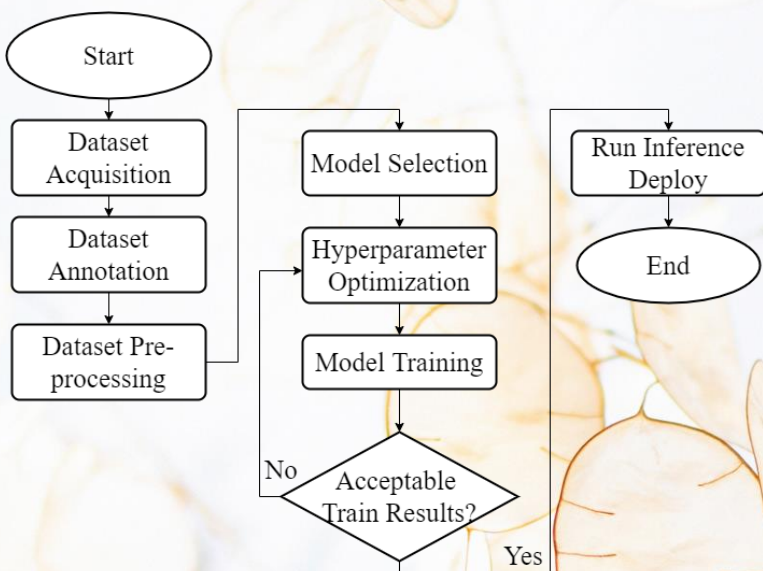 Start
Dataset
Acquisition
Dataset
Annotation
Dataset Pre-
processing
Model Selection
Hyperparameter
Optimization
Model Training
No
Acceptable
Train Results?
Yes
Run Inference
Deploy
End